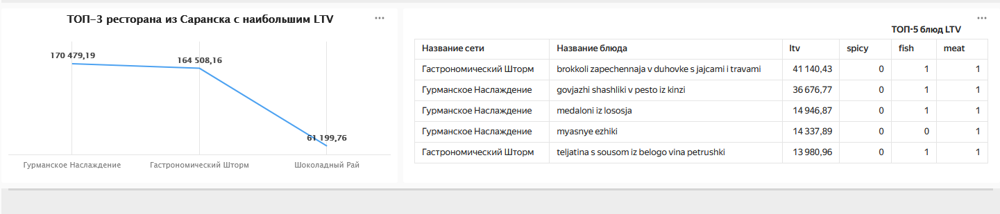 ТОП-3 ресторана из Саранска с наибольшим LTV
170 479,19
164 508,16
61 199,76
Гурманское Наслаждение Гастрономический Шторм Шоколадный Рай
ТОП-5 блюд LTV
Название сети Название блюда ltv spicy fish meat
Гастрономический Шторм brokkoli zapechennaja v duhovke s jajcami i travami 41 140,43 0 1 1
Гурманское Наслаждение govjazhi shashliki v pesto iz kinzi 36 676,77 0 1 1
Гурманское Наслаждение medaloni iz lososja 14 946,87 0 1 1
Гурманское Наслаждение myasnye ezhiki 14 337,89 0 0 1
Гастрономический Шторм teljatina s sousom iz belogo vina petrushki 13 980,96 0 1 1